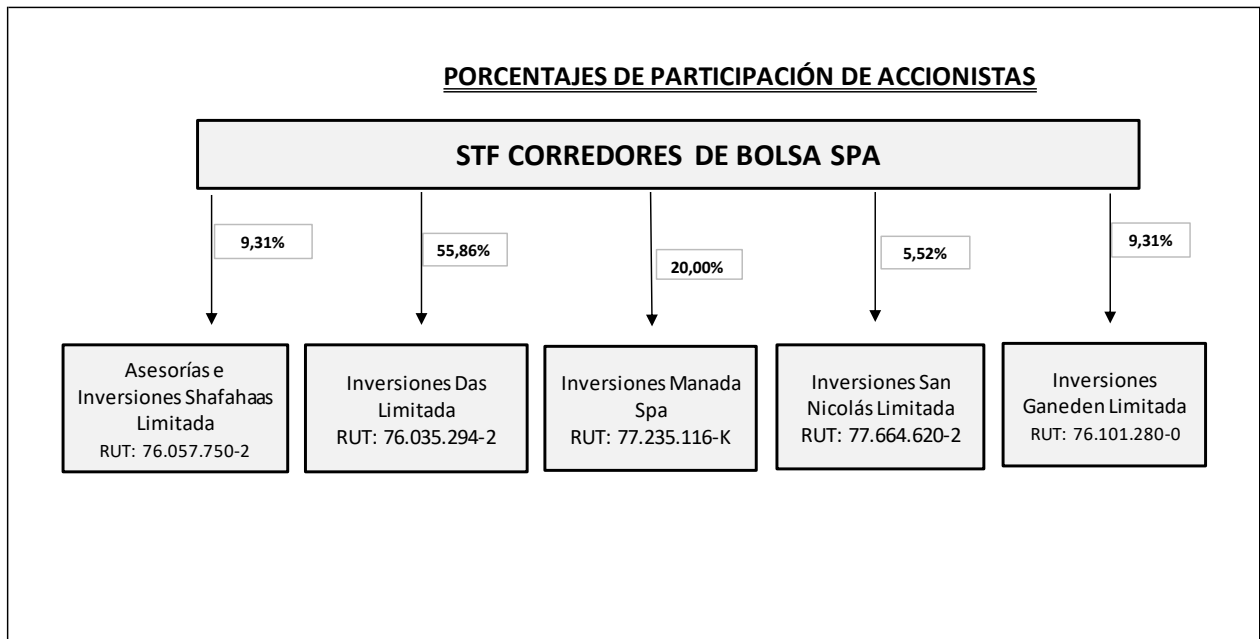 PORCENTAJES DE PARTICIPACIÓN DE ACCIONISTAS
STF CORREDORES DE BOLSA SPA
9,31%
55,86%
20,00%
5,52%
9,31%
Asesorías e
Inversiones Shafahaas
Limitada
RUT: 76.057.750-2
Inversiones Das
Limitada
RUT: 76.035.294-2
Inversiones Manada
Spa
RUT: 77.235.116-K
Inversiones San
Nicolás Limitada
RUT: 77.664.620-2
Inversiones
Ganeden Limitada
RUT: 76.101.280-0